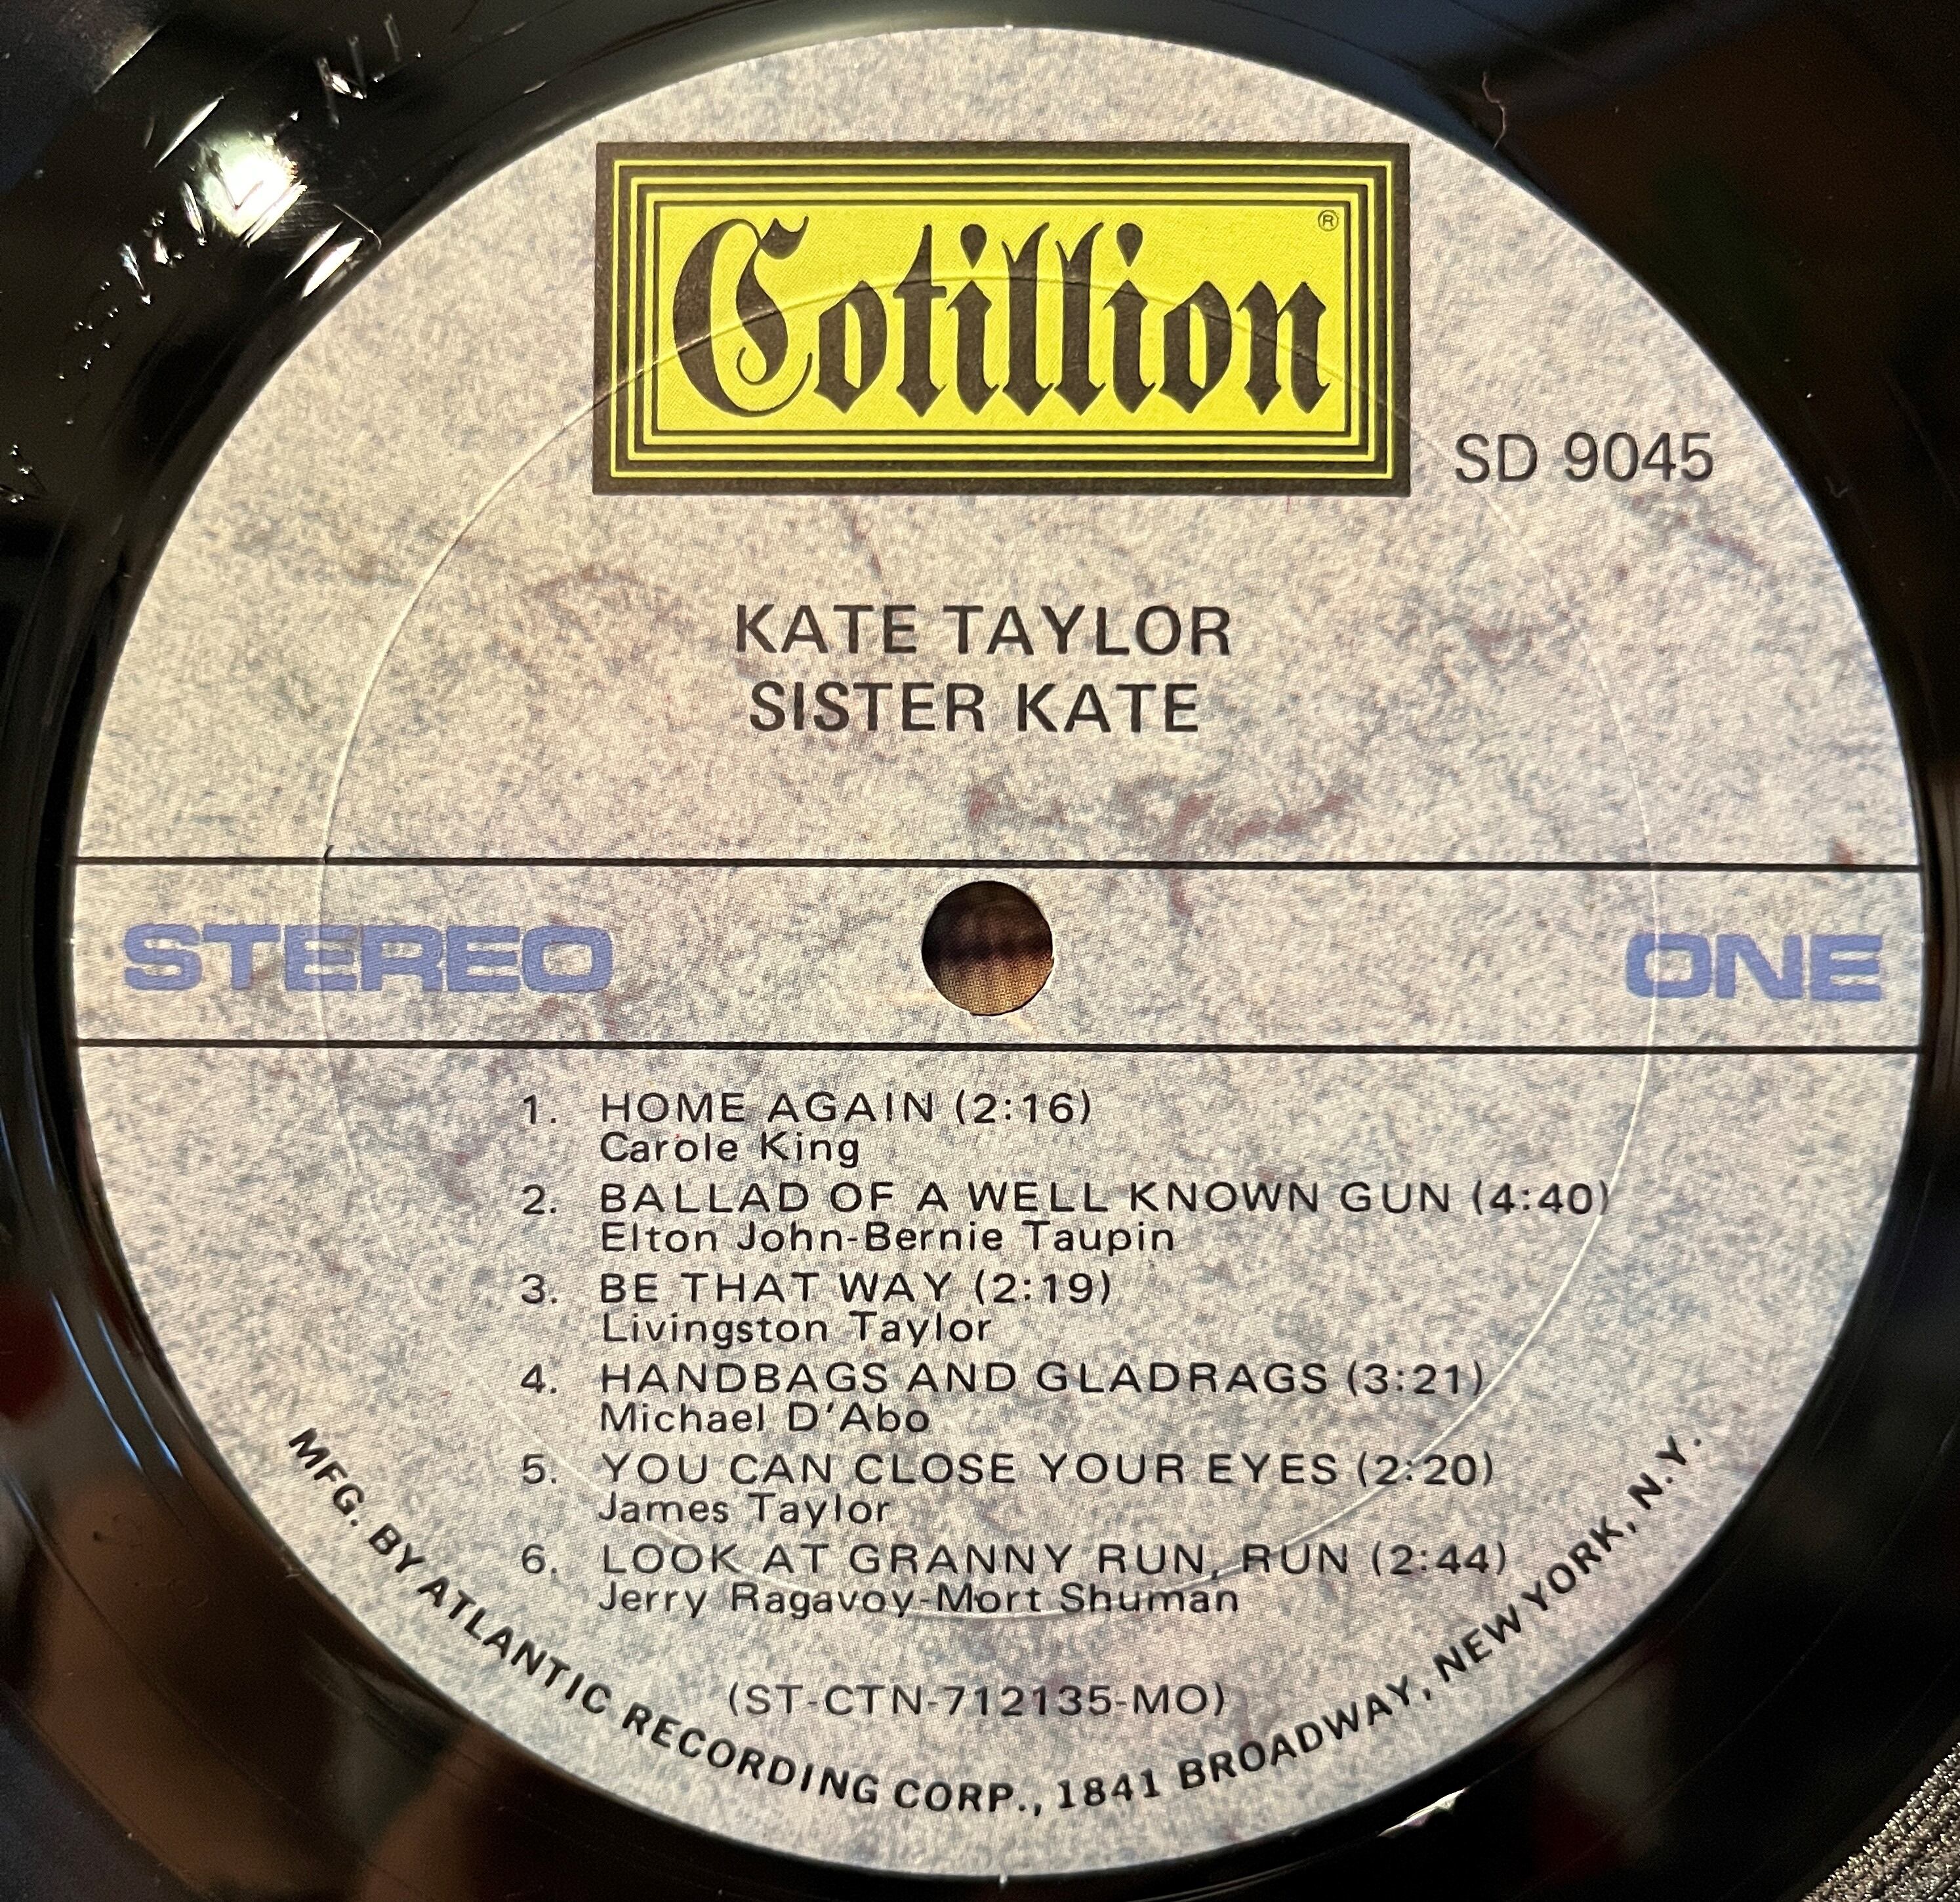 Cotillion ®
SD 9045
KATE TAYLOR
SISTER KATE
STEREO
ONE
1. HOME AGAIN (2:16)
Carole King
2. BALLAD OF A WELL KNOWN GUN (4:40)
Elton John-Bernie Taupin
3. BE THAT WAY (2:19)
Livingston Taylor
4. HANDBAGS AND GLADRAGS (3:21)
Michael D'Abo
5. YOU CAN CLOSE YOUR EYES (2:20)
James Taylor
6. LOOK AT GRANNY RUN, RUN (2:44)
Jerry Ragavoy-Mort Shuman
(ST-CTN-712135-MO)
MFG. BY ATLANTIC RECORDING CORP., 1841 BROADWAY, NEW YORK, N.Y.